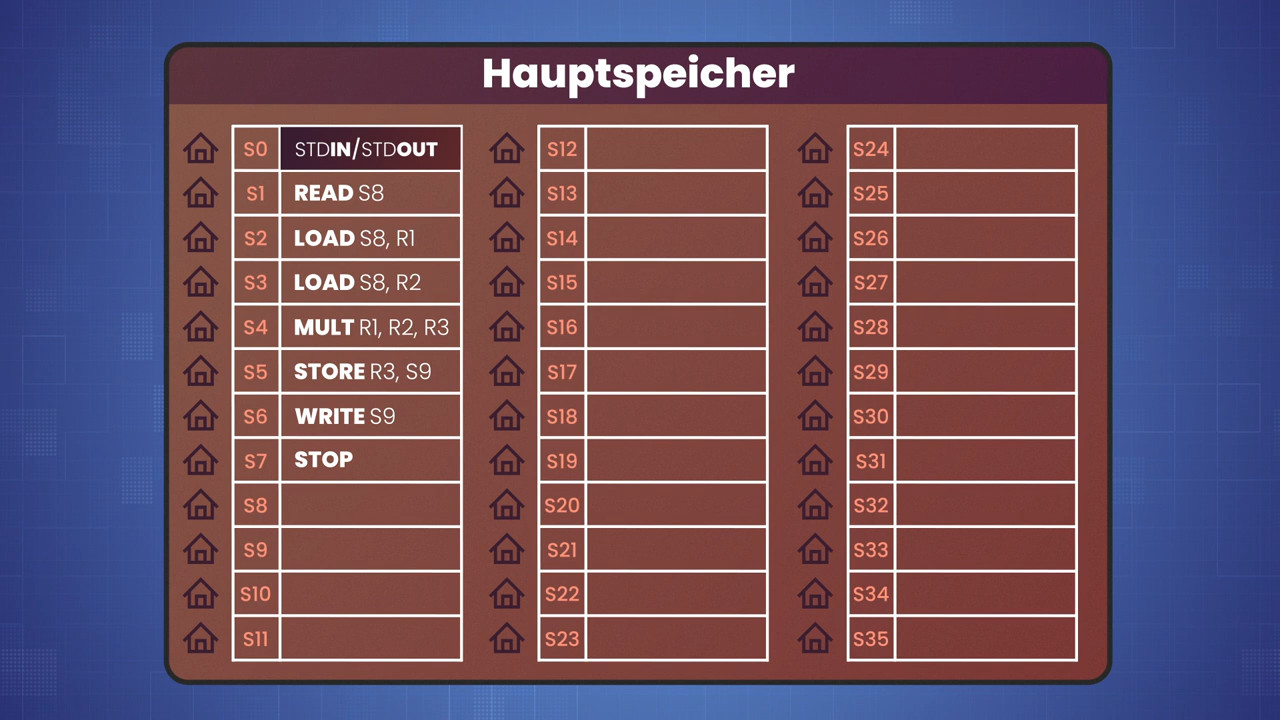 Hauptspeicher
S0 STDIN/STDOUT
S1 READ S8
S2 LOAD S8, R1
S3 LOAD S8, R2
S4 MULT R1, R2, R3
S5 STORE R3, S9
S6 WRITE S9
S7 STOP
S8
S9
S10
S11
S12
S13
S14
S15
S16
S17
S18
S19
S20
S21
S22
S23
S24
S25
S26
S27
S28
S29
S30
S31
S32
S33
S34
S35